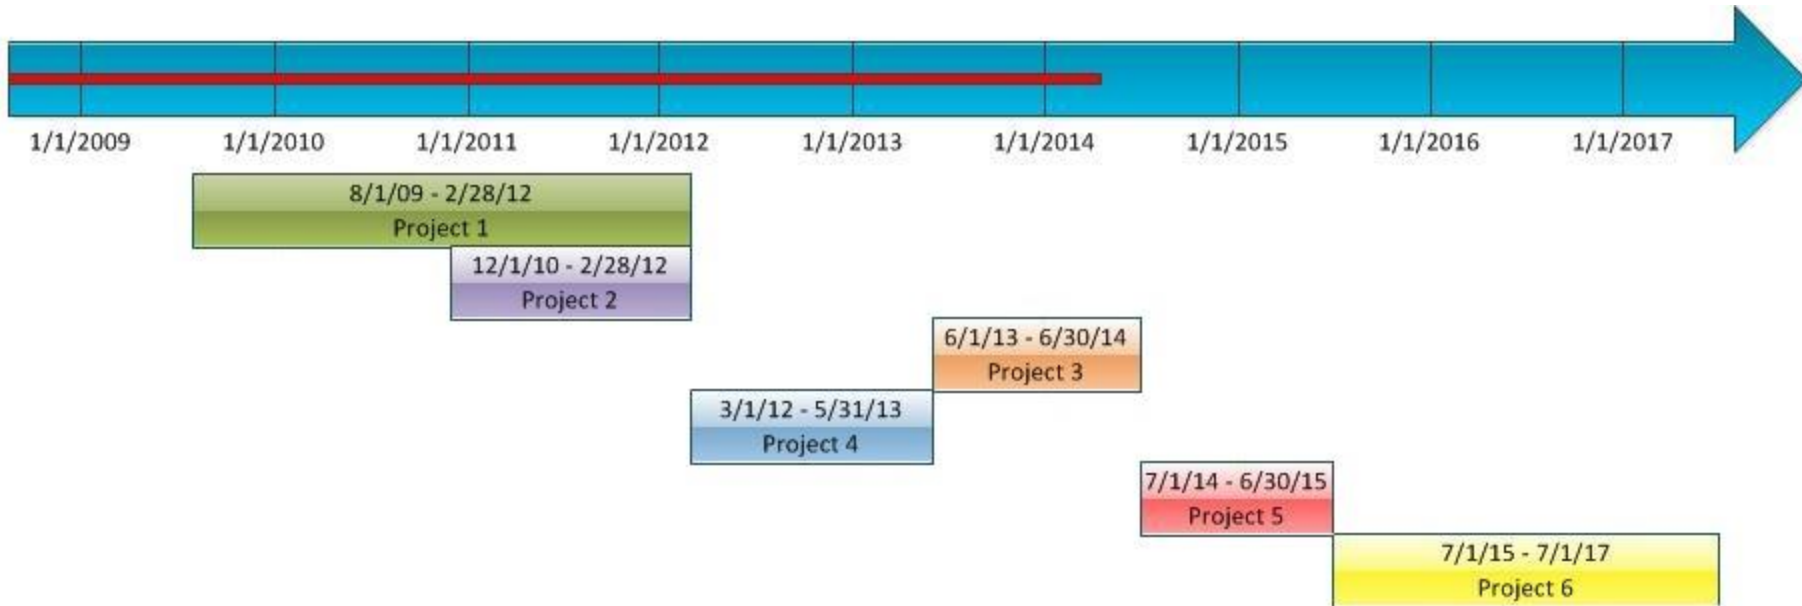 1/1/2009 1/1/2010 1/1/2011 1/1/2012 1/1/2013 1/1/2014 1/1/2015 1/1/2016 1/1/2017
8/1/09 - 2/28/12
Project 1
12/1/10 - 2/28/12
Project 2
6/1/13 - 6/30/14
Project 3
3/1/12 - 5/31/13
Project 4
7/1/14 - 6/30/15
Project 5
7/1/15 - 7/1/17
Project 6